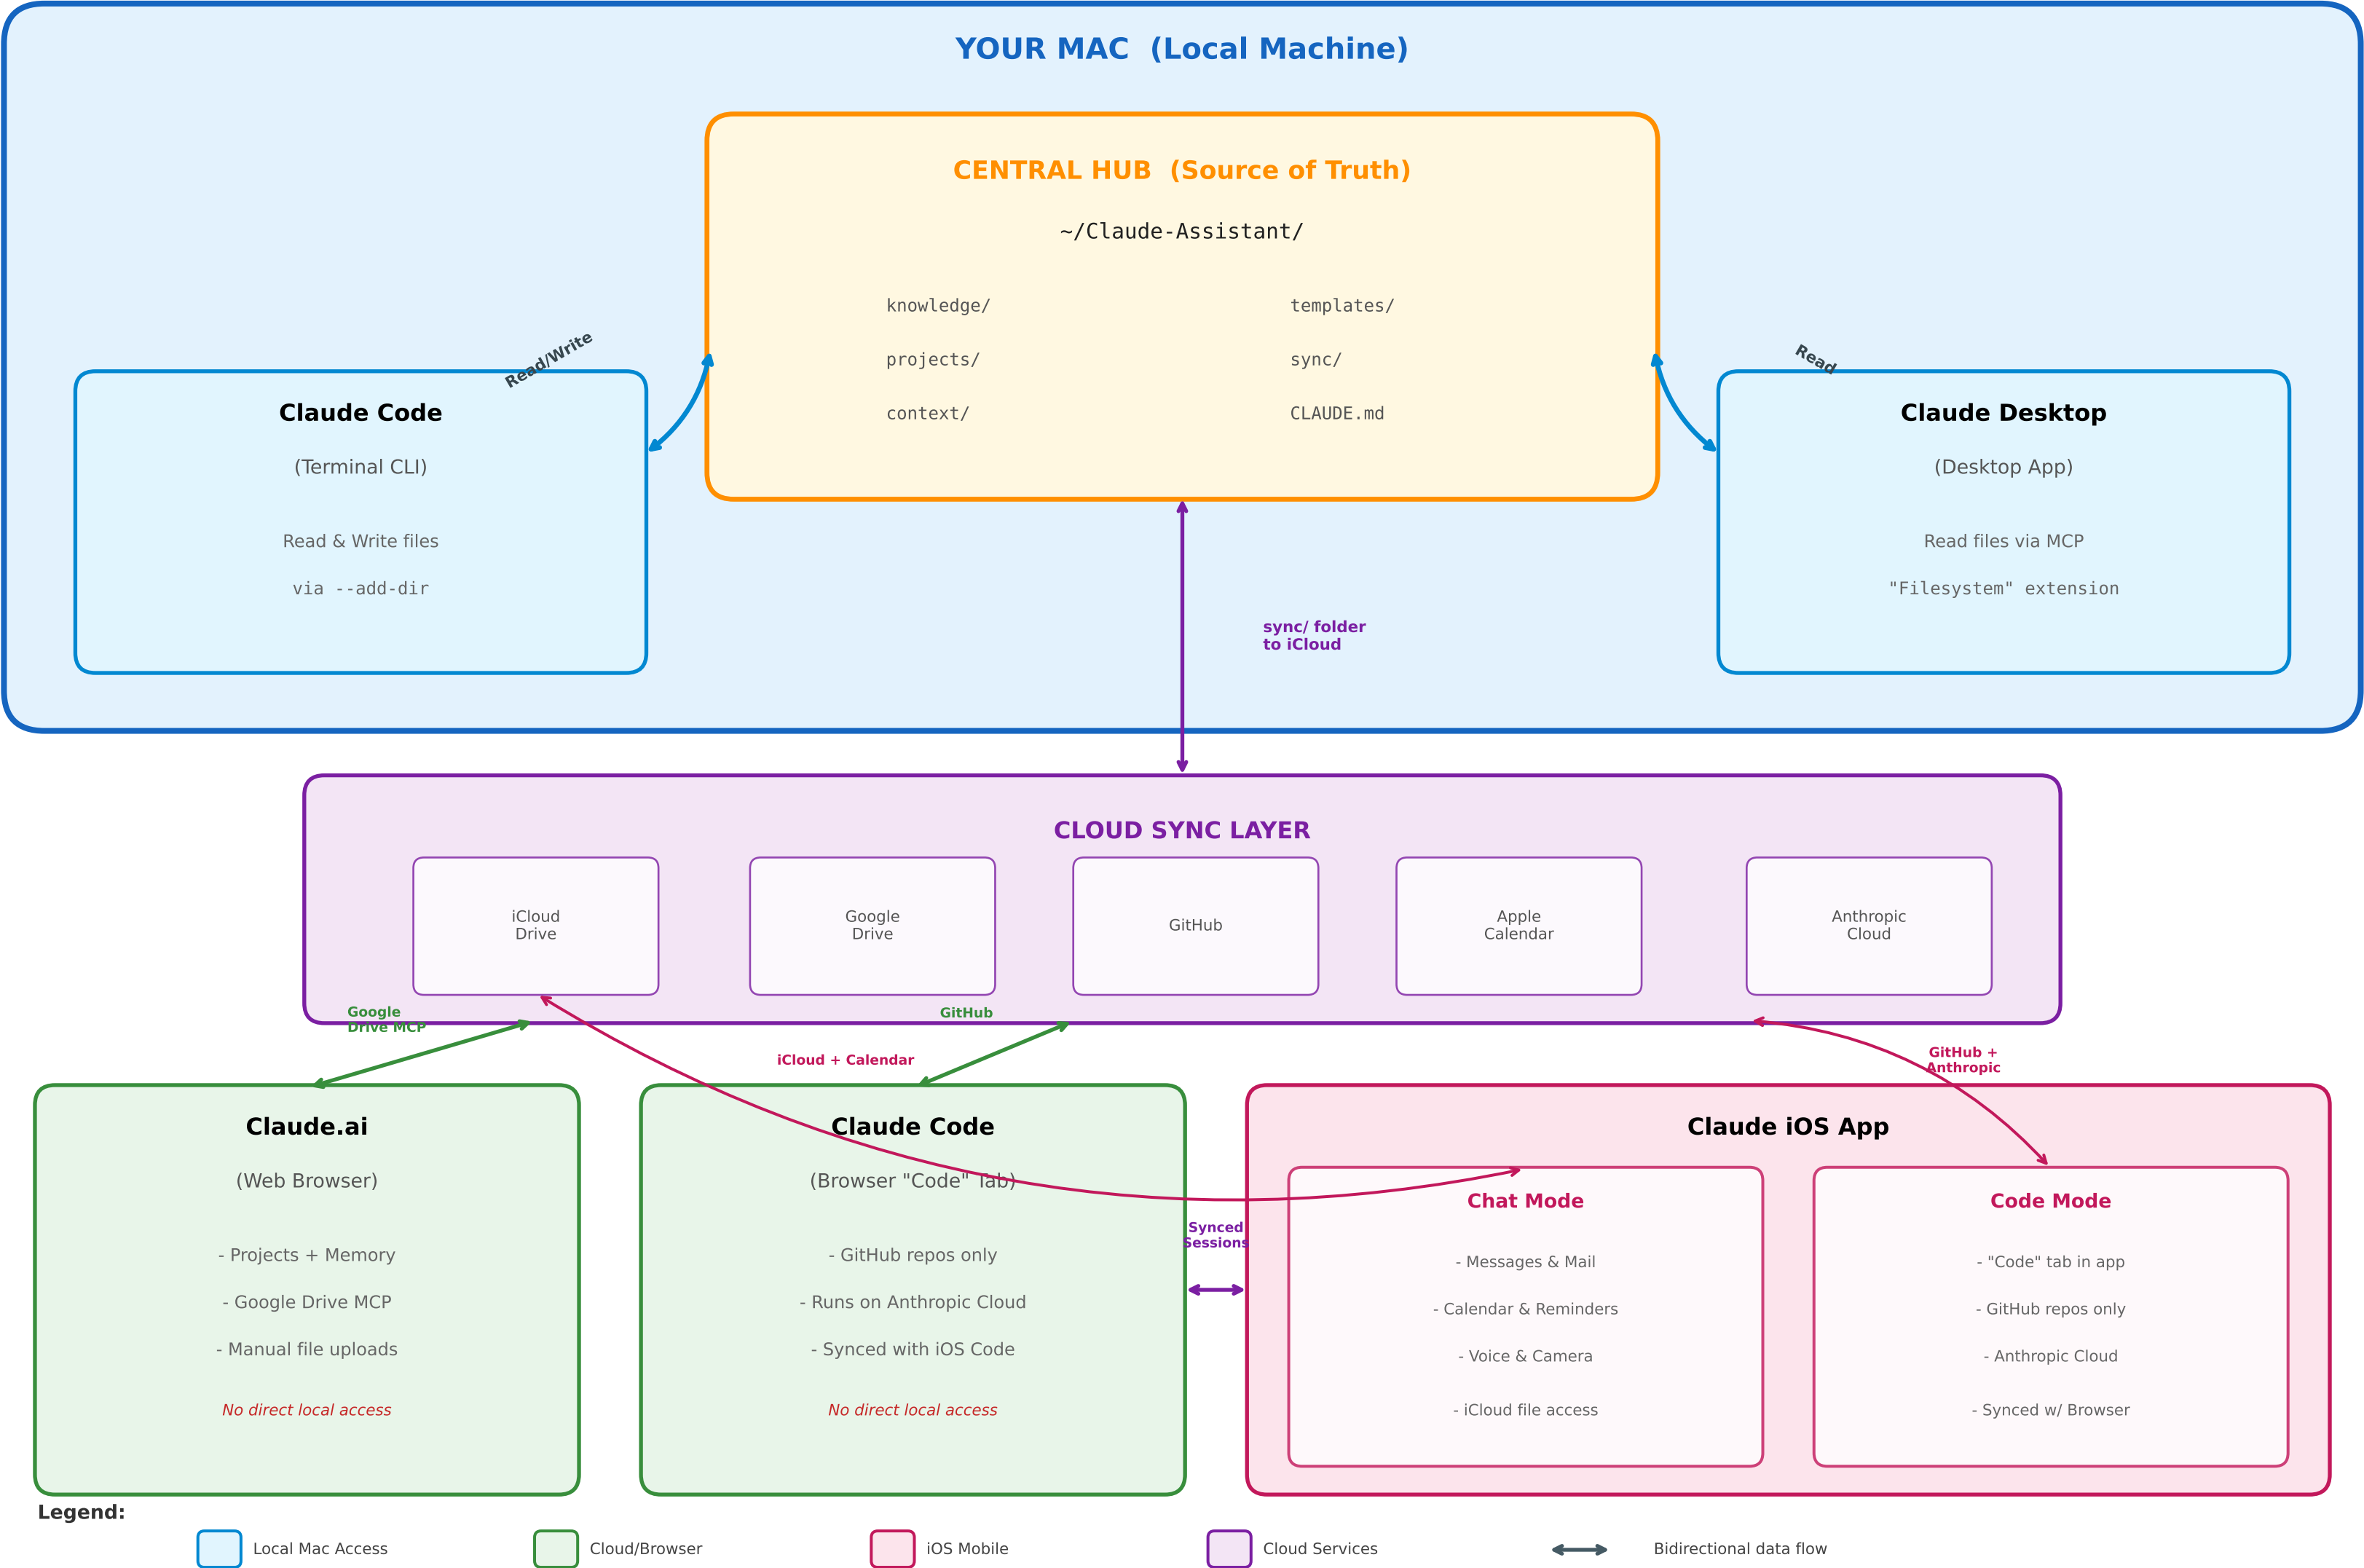 YOUR MAC (Local Machine)
CENTRAL HUB (Source of Truth)
~/Claude-Assistant/
knowledge/
templates/
projects/
sync/
context/
CLAUDE.md
Read/Write
Claude Code
(Terminal CLI)
Read & Write files
via --add-dir
Read
Claude Desktop
(Desktop App)
Read files via MCP
"Filesystem" extension
sync/ folder
to iCloud
CLOUD SYNC LAYER
iCloud
Drive
Google
Drive
GitHub
Apple
Calendar
Anthropic
Cloud
Google
Drive MCP
GitHub
iCloud + Calendar
GitHub +
Anthropic
Claude.ai
(Web Browser)
- Projects + Memory
- Google Drive MCP
- Manual file uploads
No direct local access
Claude Code
(Browser "Code" Tab)
- GitHub repos only
- Runs on Anthropic Cloud
- Synced with iOS Code
No direct local access
Synced
Sessions
Claude iOS App
Chat Mode
- Messages & Mail
- Calendar & Reminders
- Voice & Camera
- iCloud file access
Code Mode
- "Code" tab in app
- GitHub repos only
- Anthropic Cloud
- Synced w/ Browser
Legend:
Local Mac Access
Cloud/Browser
iOS Mobile
Cloud Services
Bidirectional data flow